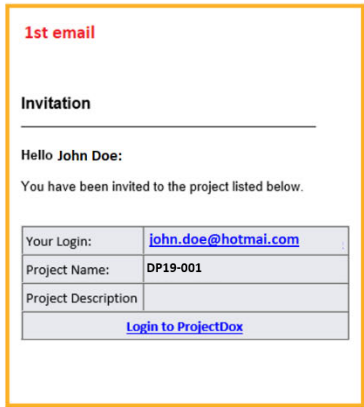 1st email
Invitation
Hello John Doe:
You have been invited to the project listed below.
Your Login: john.doe@hotmai.com
Project Name: DP19-001
Project Description
Login to ProjectDox